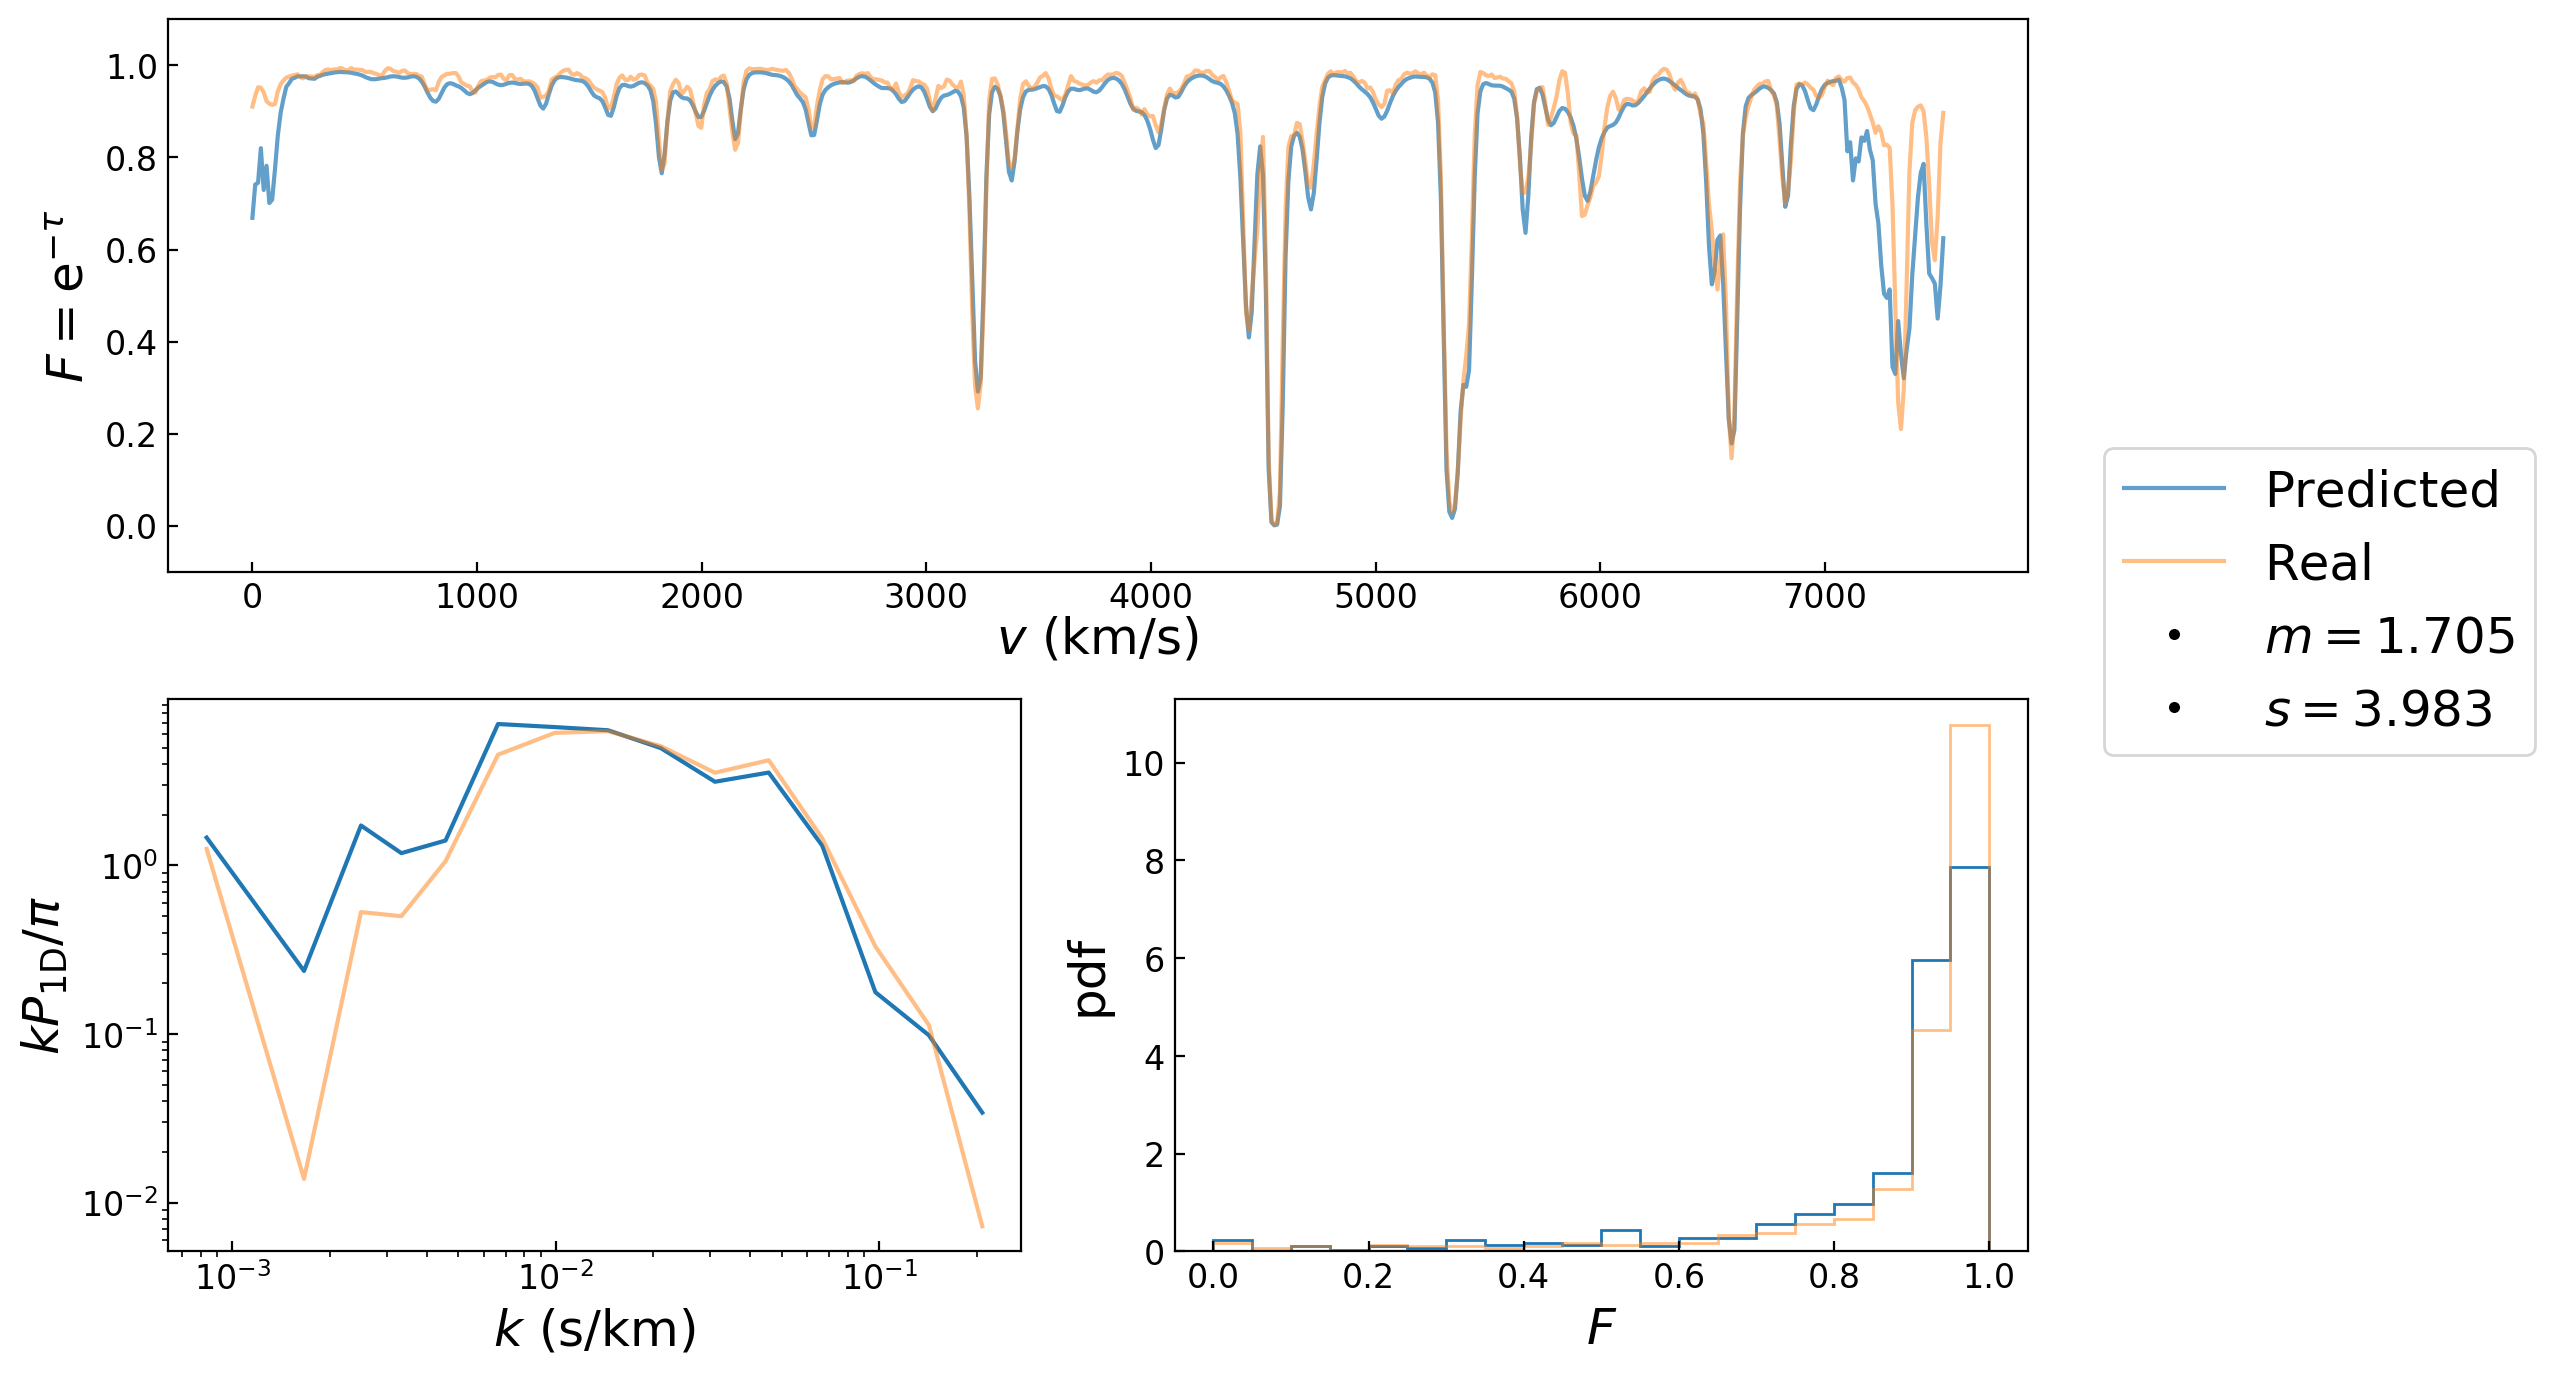 1.0
0.8
0.6
0.4
0.2
0.0
F = e^{−τ}
0 1000 2000 3000 4000 5000 6000 7000
v (km/s)
Predicted
Real
m = 1.705
s = 3.983
10⁰
10⁻¹
10⁻²
kP_{1D}/π
10⁻³ 10⁻² 10⁻¹
k (s/km)
10
8
6
4
2
0
pdf
0.0 0.2 0.4 0.6 0.8 1.0
F